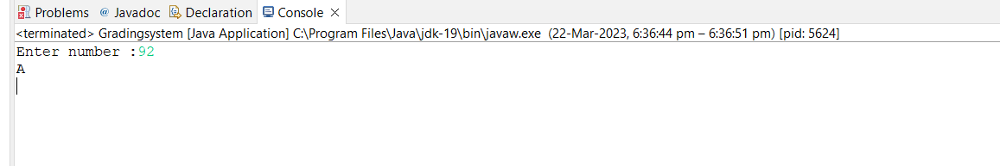 Problems @ Javadoc Declaration Console
<terminated> Gradingsystem [Java Application] C:\Program Files\Java\jdk-19\bin\javaw.exe (22-Mar-2023, 6:36:44 pm – 6:36:51 pm) [pid: 5624]
Enter number :92
A